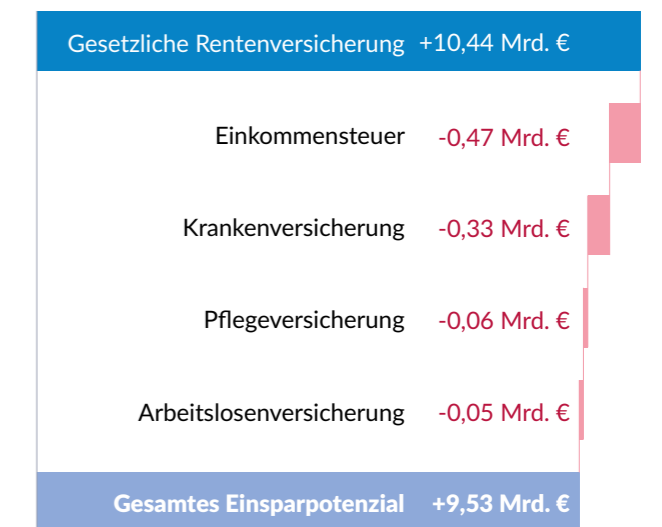 Gesetzliche Rentenversicherung +10,44 Mrd. €
Einkommensteuer -0,47 Mrd. €
Krankenversicherung -0,33 Mrd. €
Pflegeversicherung -0,06 Mrd. €
Arbeitslosenversicherung -0,05 Mrd. €
Gesamtes Einsparpotenzial +9,53 Mrd. €